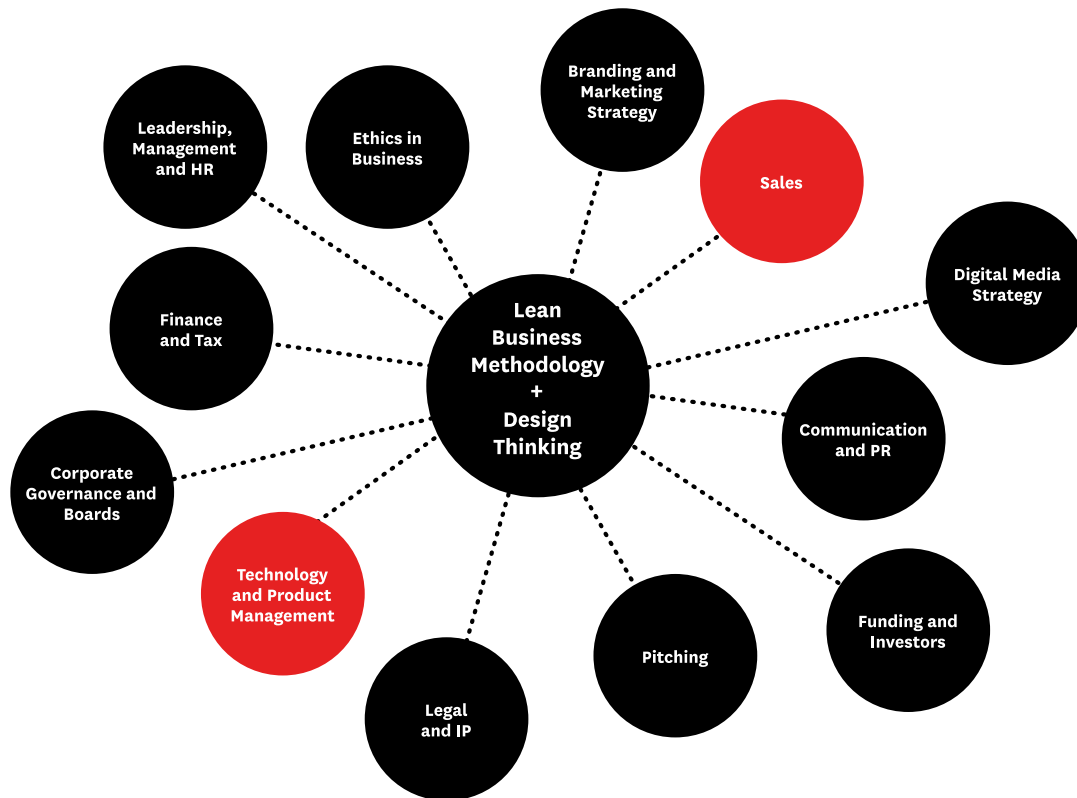 Branding and
Marketing
Strategy
Leadership,
Management
and HR
Ethics in
Business
Sales
Digital Media
Strategy
Finance
and Tax
Lean
Business
Methodology
+
Design
Thinking
Communication
and PR
Corporate
Governance and
Boards
Technology
and Product
Management
Funding and
Investors
Pitching
Legal
and IP